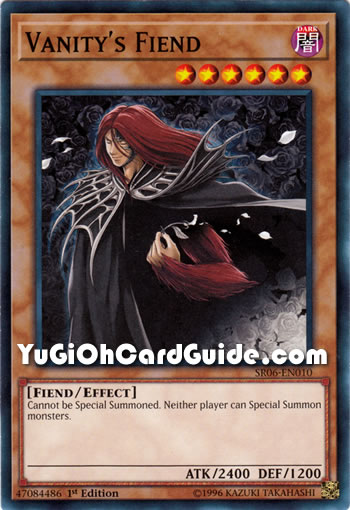 VANITY'S FIEND
DARK
闇
YuGiOhCardGuide.com
SR06-EN010
[FIEND/EFFECT]
Cannot be Special Summoned. Neither player can Special Summon
monsters.
ATK/2400 DEF/1200
47084486 1st Edition
©1996 KAZUKI TAKAHASHI